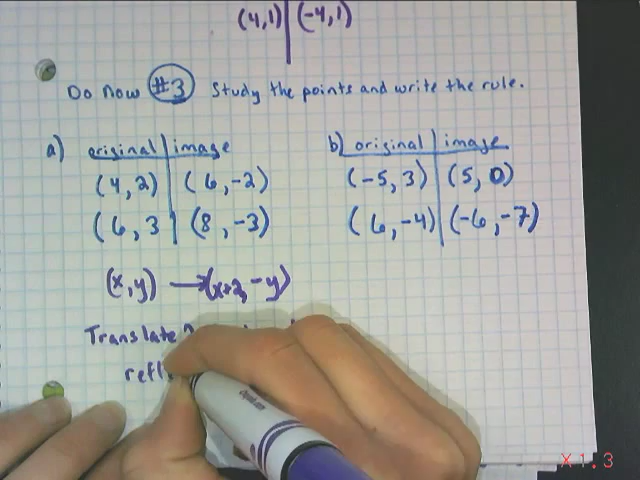 (4,1) | (-4,1)
Do Now #3 Study the points and write the rule.
a) original | image
(4,2) | (6,-2)
(6,3 | (8,-3)
b) original | image
(-5,3) | (5,0)
(6,-4) | (-6,-7)
(x,y) → (x+2,-y)
Translate
X1.3